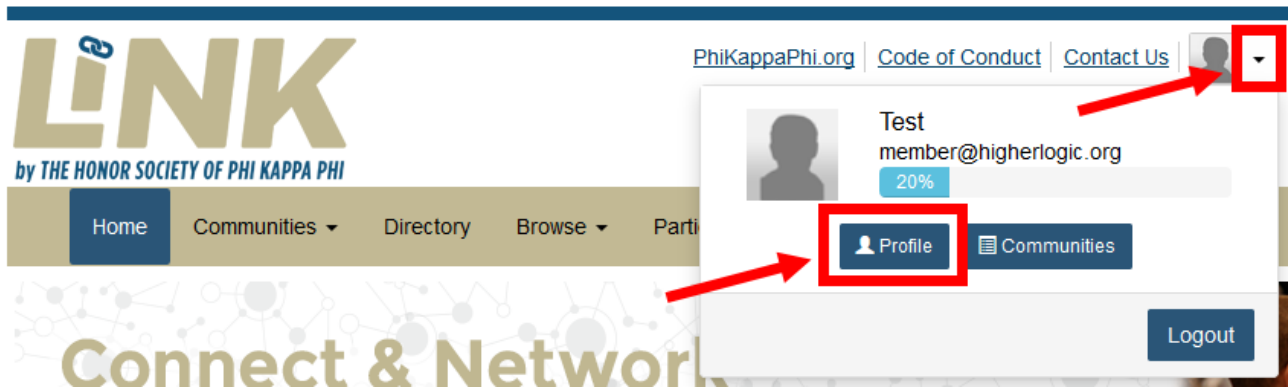 LINK
by THE HONOR SOCIETY OF PHI KAPPA PHI
PhiKappaPhi.org Code of Conduct Contact Us
Test
member@higherlogic.org
20%
Home Communities Directory Browse Parti
Profile Communities
Logout
Connect & Network